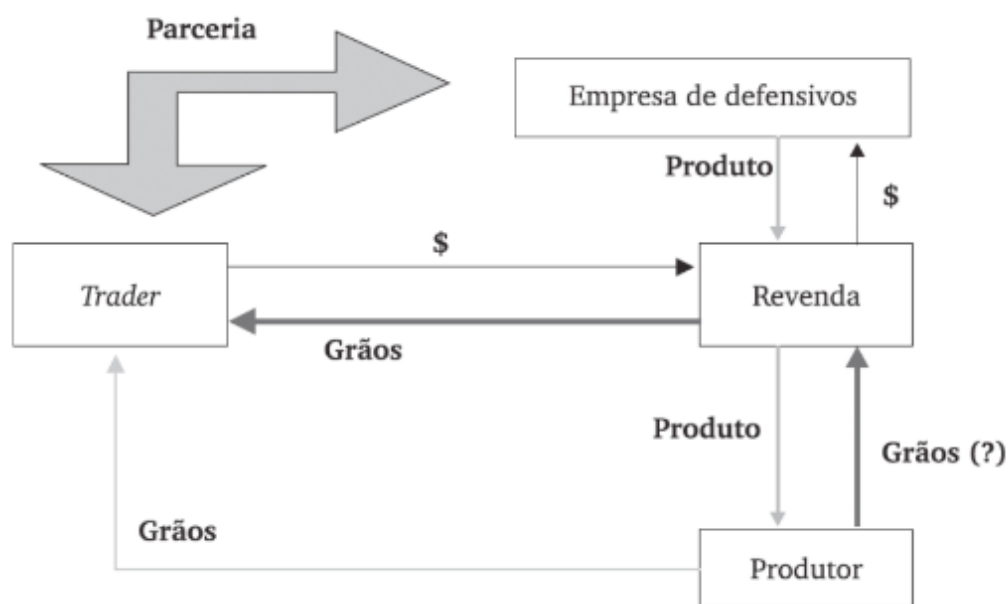 Parceria
Empresa de defensivos
Produto
$
$
Trader
Revenda
Grãos
Produto
Grãos (?)
Grãos
Produtor